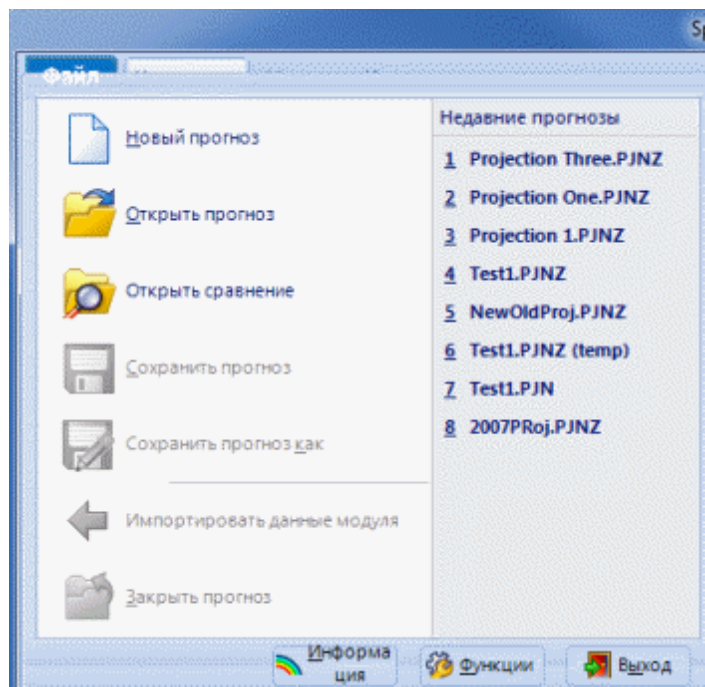 Sp
Файл
Новый прогноз
Открыть прогноз
Открыть сравнение
Сохранить прогноз
Сохранить прогноз как
Импортировать данные модуля
Закрыть прогноз
Недавние прогнозы
1 Projection Three.PJNZ
2 Projection One.PJNZ
3 Projection 1.PJNZ
4 Test1.PJNZ
5 NewOldProj.PJNZ
6 Test1.PJNZ (temp)
7 Test1.PJN
8 2007PRoj.PJNZ
Информа
ция
Функции
Выход